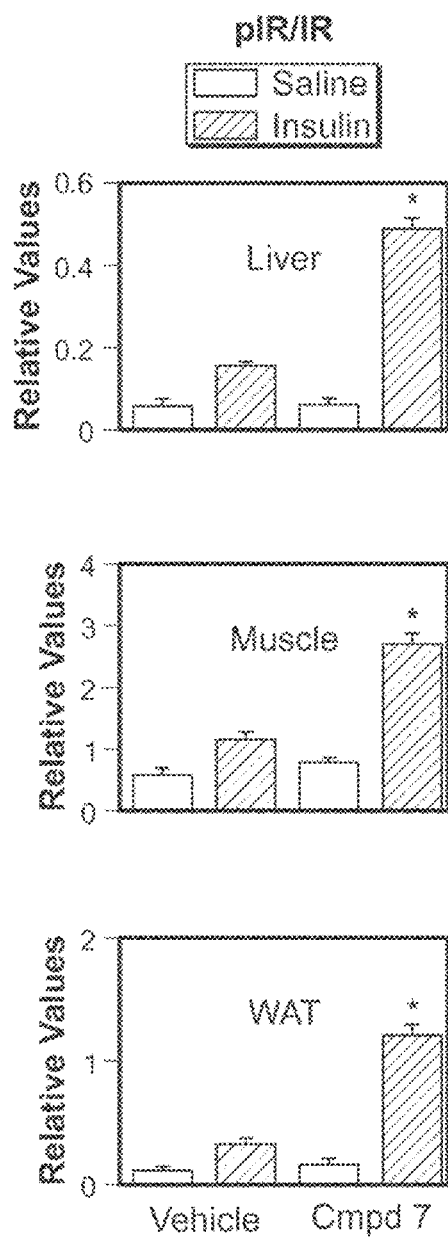 pIR/IR
Saline
Insulin
Relative Values
0.6
0.4
0.2
0
Liver
*
Relative Values
4
3
2
1
0
Muscle
*
Relative Values
2
1
0
WAT
*
Vehicle Cmpd 7